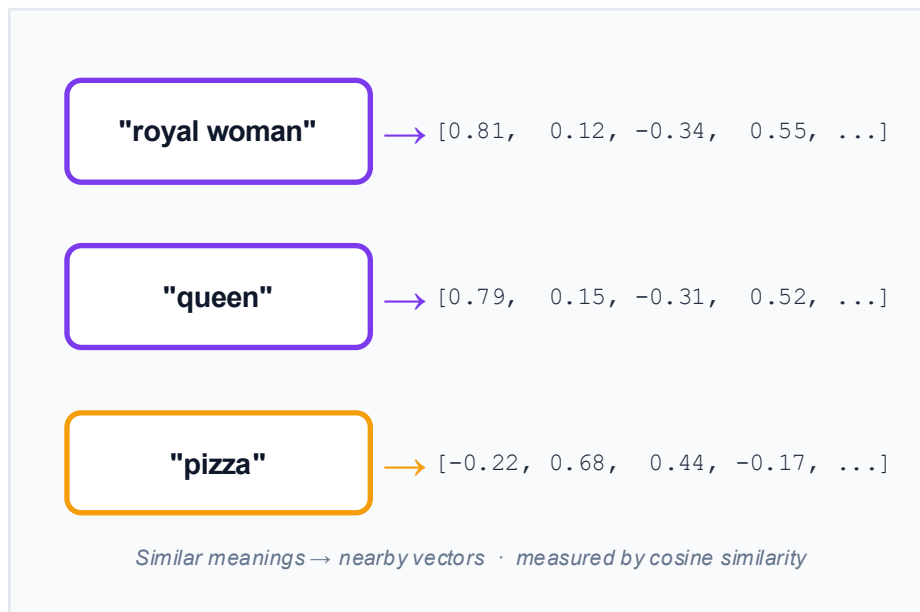 "royal woman" → [0.81, 0.12, -0.34, 0.55, ...]
"queen" → [0.79, 0.15, -0.31, 0.52, ...]
"pizza" → [-0.22, 0.68, 0.44, -0.17, ...]
Similar meanings → nearby vectors · measured by cosine similarity